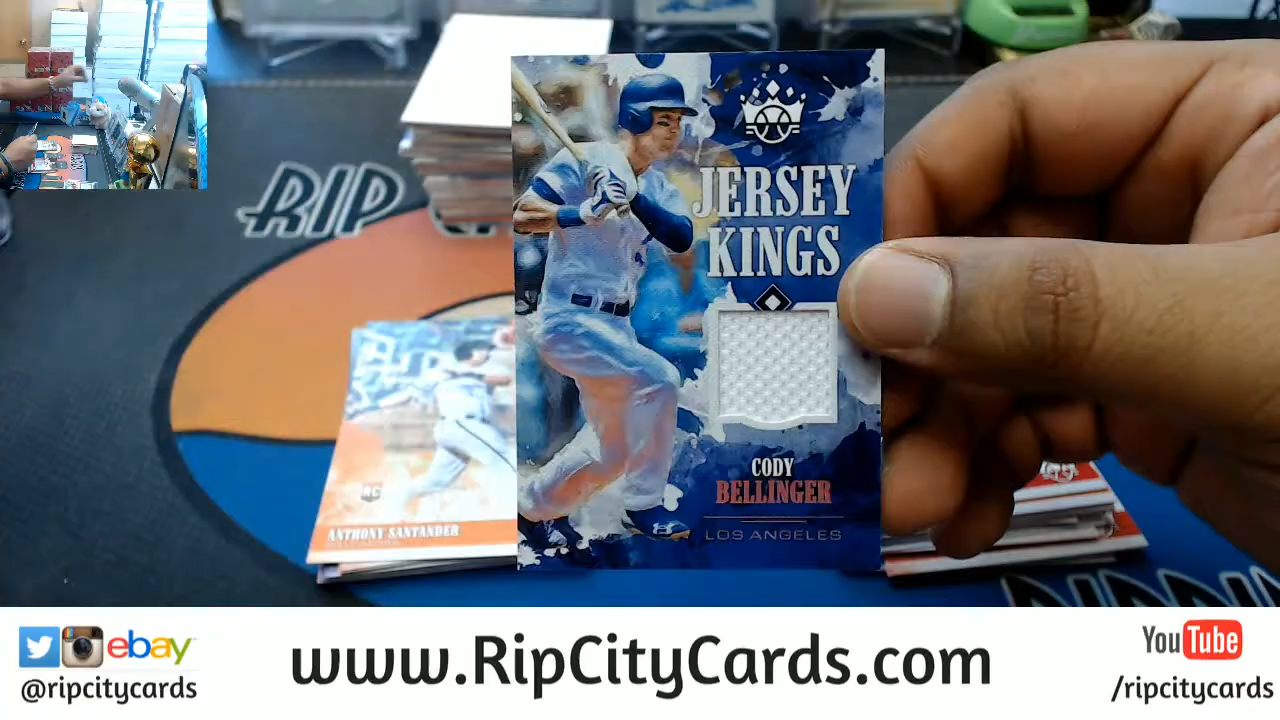 RIP
JERSEY
KINGS
CODY
BELLINGER
LOS ANGELES
RC
ANTHONY SANTANDER
ebay
@ripcitycards
www.RipCityCards.com
YouTube
/ripcitycards